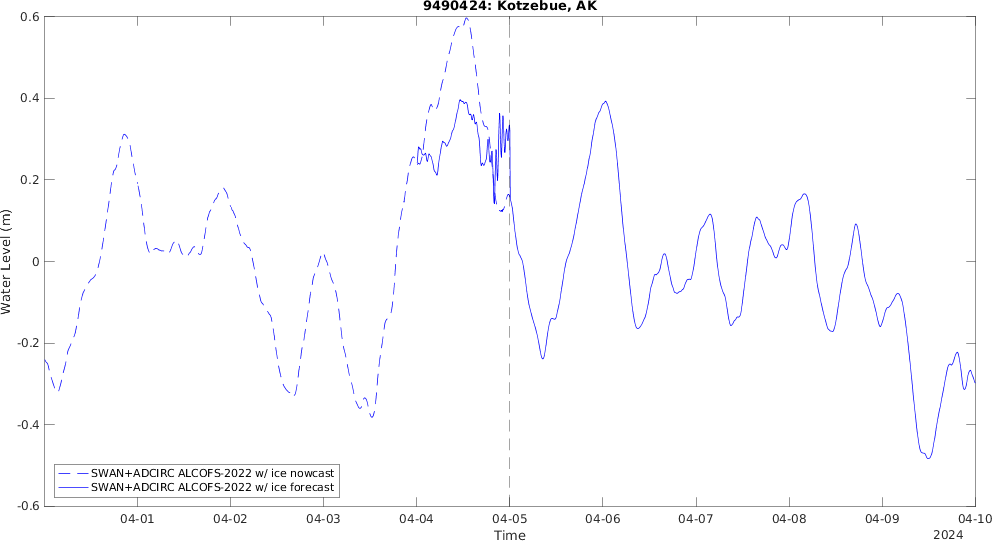 9490424: Kotzebue, AK
Water Level (m)
0.6
0.4
0.2
0
-0.2
-0.4
-0.6
SWAN+ADCIRC ALCOFS-2022 w/ ice nowcast
SWAN+ADCIRC ALCOFS-2022 w/ ice forecast
04-01 04-02 04-03 04-04 04-05 04-06 04-07 04-08 04-09 04-10
Time
2024